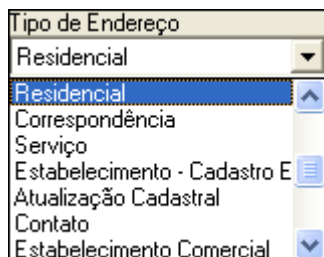 Tipo de Endereço
Residencial
Residencial
Correspondência
Serviço
Estabelecimento - Cadastro E
Atualização Cadastral
Contato
Estabelecimento Comercial